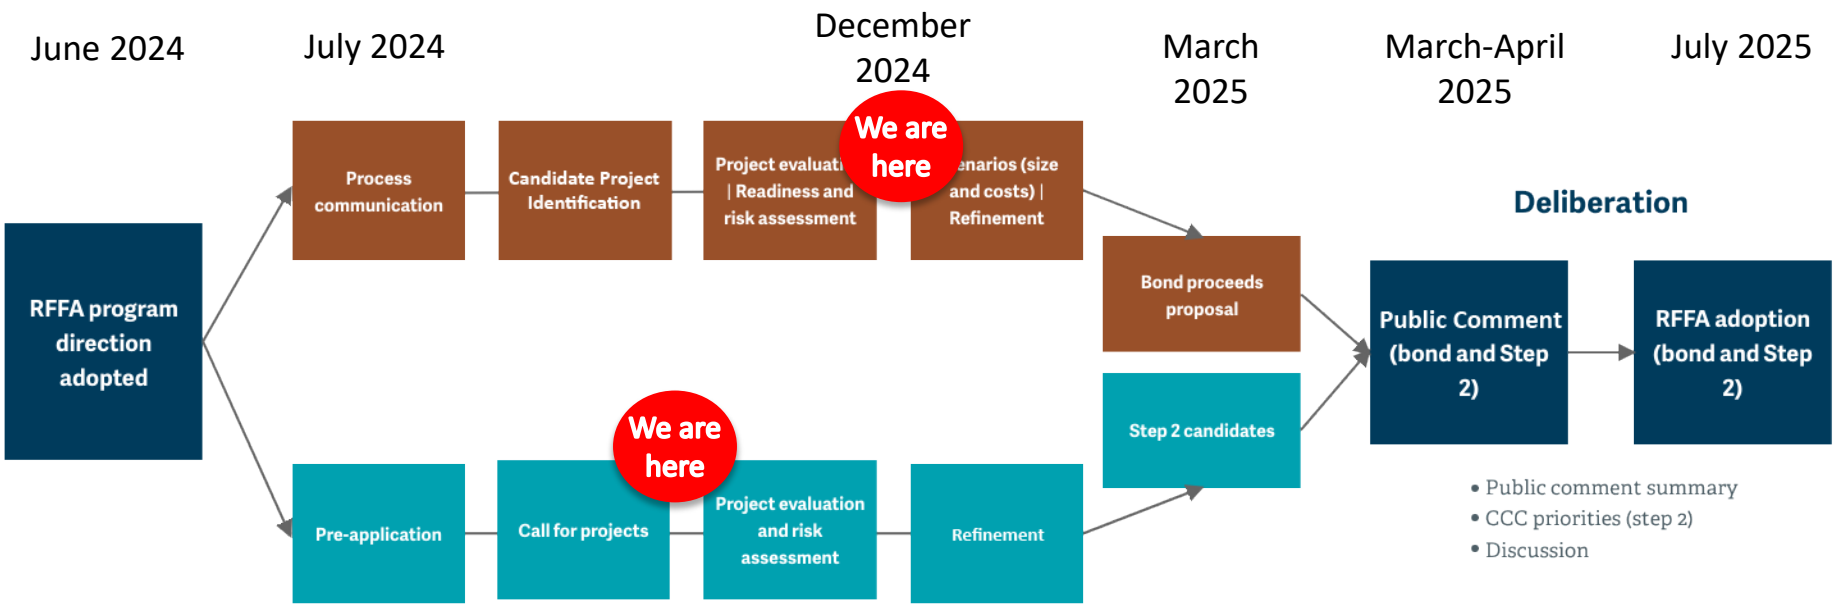 June 2024
July 2024
December
2024
March
2025
March-April
2025
July 2025
We are
here
Process
communication
Candidate Project
Identification
Project evaluati
| Readiness and
risk assessment
enarios (size
and costs) |
Refinement
Deliberation
RFFA program
direction
adopted
Bond proceeds
proposal
Public Comment
(bond and Step
2)
RFFA adoption
(bond and Step
2)
We are
here
Step 2 candidates
Pre-application
Call for projects
Project evaluation
and risk
assessment
Refinement
• Public comment summary
• CCC priorities (step 2)
• Discussion